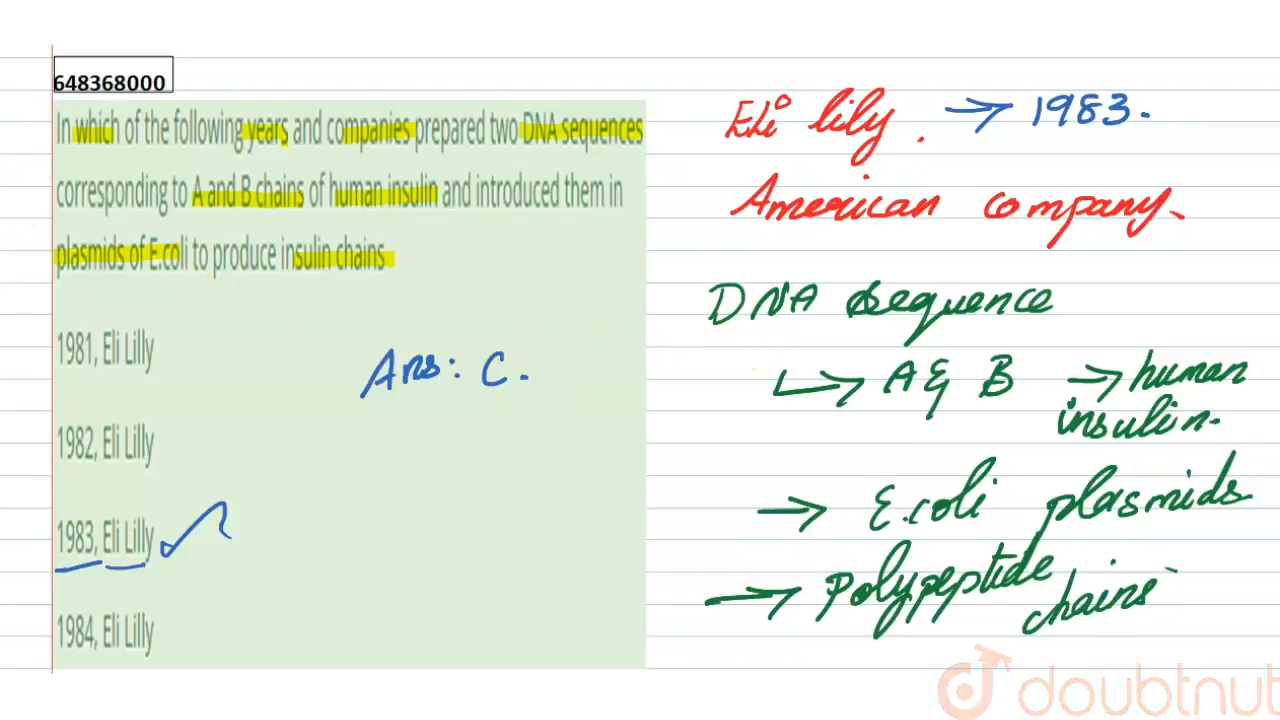 648368000
In which of the following years and companies prepared two DNA sequences
corresponding to A and B chains of human insulin and introduced them in
plasmids of E.coli to produce insulin chains
1981, Eli Lilly
1982, Eli Lilly
1983, Eli Lilly
1984, Eli Lilly
Ans: C.
Eli lily. → 1983.
American company.
DNA sequence
→ A & B → human
insulin.
→ E.coli plasmids
→ Polypeptide
chains
doubtnut